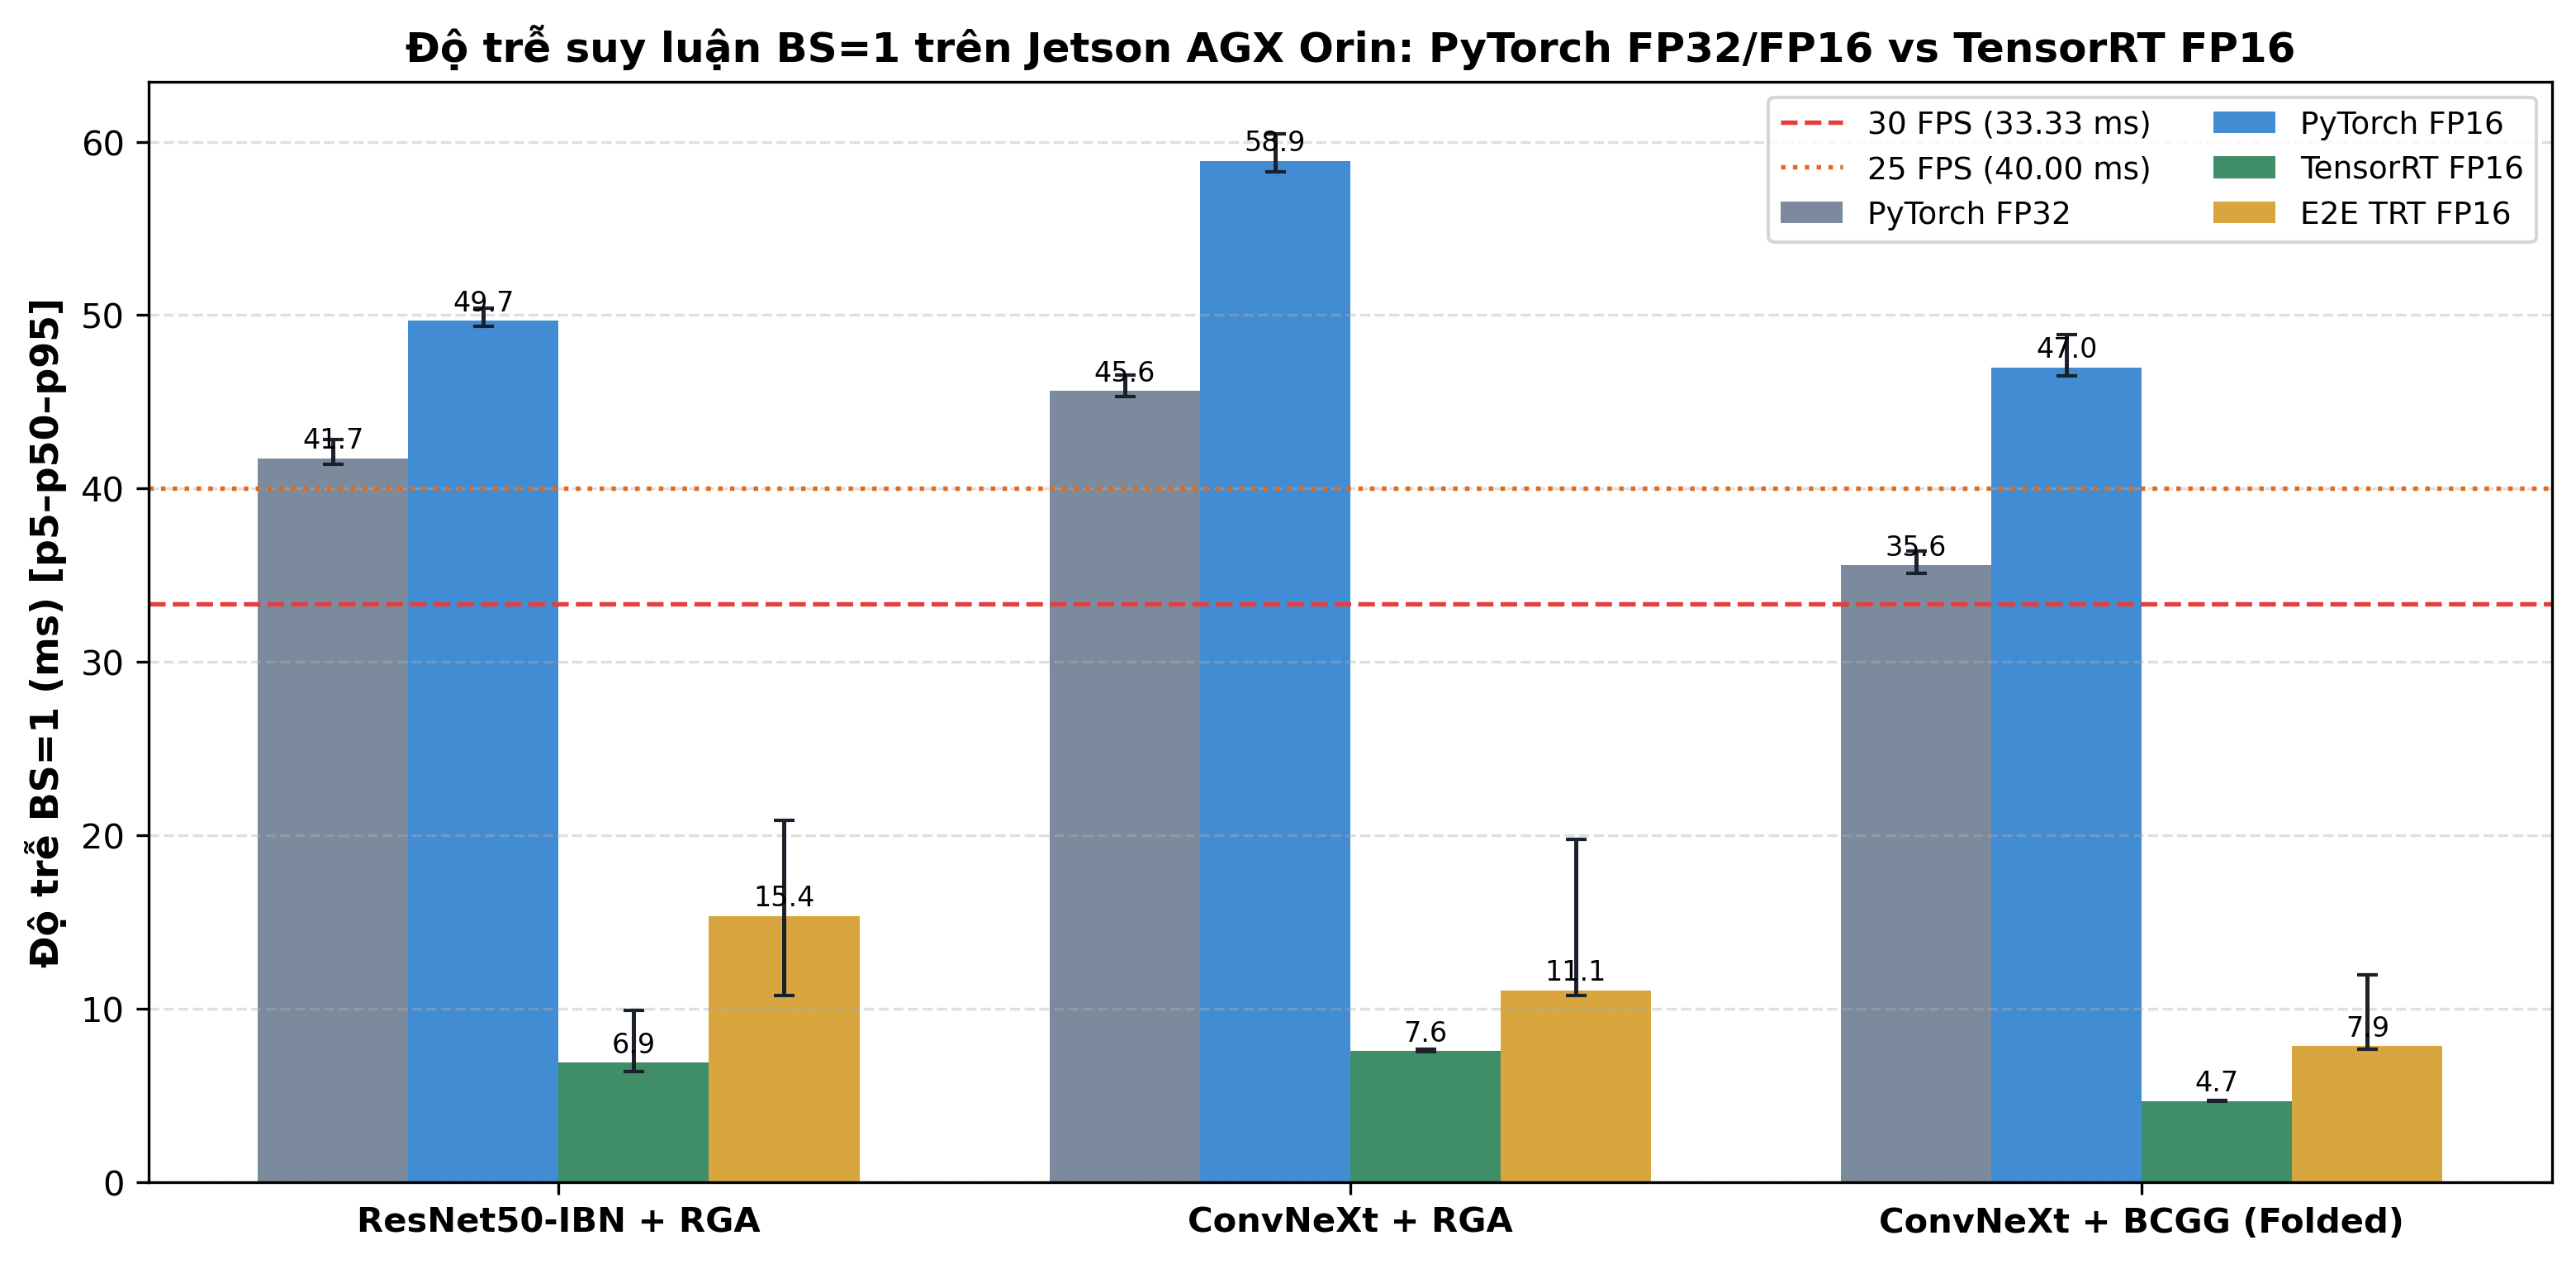 Độ trễ suy luận BS=1 trên Jetson AGX Orin: PyTorch FP32/FP16 vs TensorRT FP16
Độ trễ BS=1 (ms) [p5–p50–p95]
60
50
40
30
20
10
0
30 FPS (33.33 ms)
25 FPS (40.00 ms)
PyTorch FP32
PyTorch FP16
TensorRT FP16
E2E TRT FP16
41.7
49.7
6.9
15.4
45.6
58.9
7.6
11.1
35.6
47.0
4.7
7.9
ResNet50-IBN + RGA
ConvNeXt + RGA
ConvNeXt + BCGG (Folded)